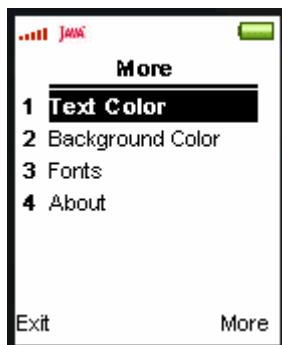 JAVA
More
1 Text Color
2 Background Color
3 Fonts
4 About
Exit More